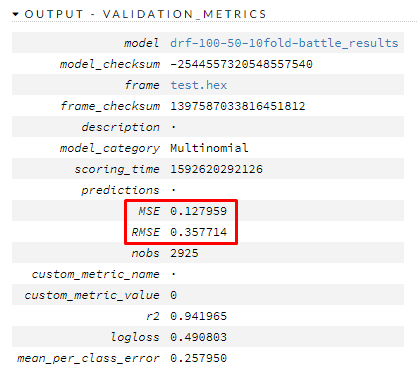 OUTPUT - VALIDATION_METRICS
model drf-100-50-10fold-battle_results
model_checksum -2544557320548557540
frame test.hex
frame_checksum 1397587033816451812
description ·
model_category Multinomial
scoring_time 1592620292126
predictions ·
MSE 0.127959
RMSE 0.357714
nobs 2925
custom_metric_name ·
custom_metric_value 0
r2 0.941965
logloss 0.490803
mean_per_class_error 0.257950